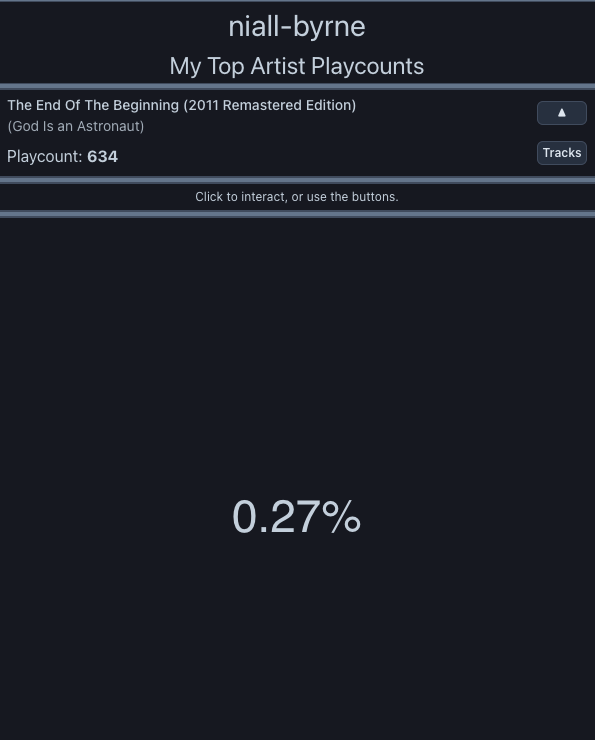 niall-byrne
My Top Artist Playcounts
The End Of The Beginning (2011 Remastered Edition)
(God Is an Astronaut)
Playcount: 634
▲
Tracks
Click to interact, or use the buttons.
0.27%